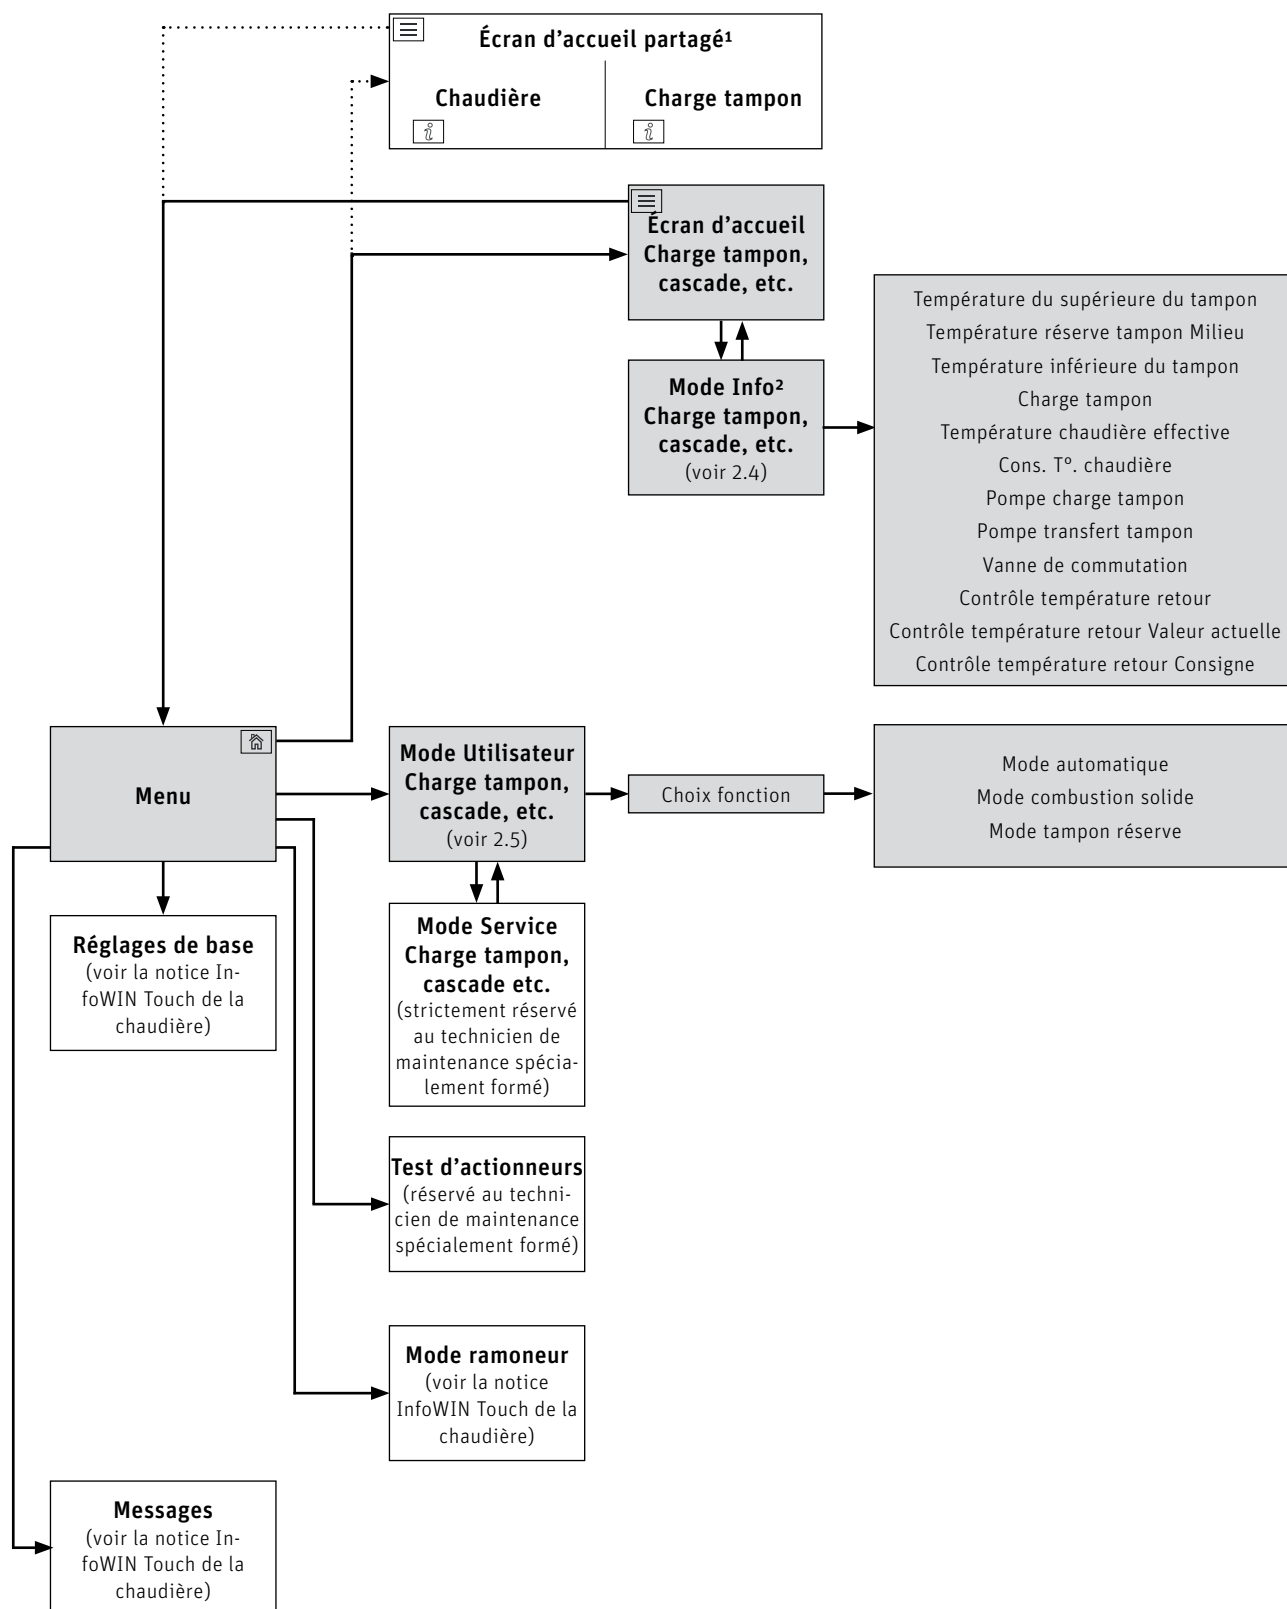 Écran d’accueil partagé¹
Chaudière
Charge tampon
i
i
Écran d’accueil
Charge tampon,
cascade, etc.
Mode Info²
Charge tampon,
cascade, etc.
(voir 2.4)
Température du supérieure du tampon
Température réserve tampon Milieu
Température inférieure du tampon
Charge tampon
Température chaudière effective
Cons. T°. chaudière
Pompe charge tampon
Pompe transfert tampon
Vanne de commutation
Contrôle température retour
Contrôle température retour Valeur actuelle
Contrôle température retour Consigne
Menu
Mode Utilisateur
Charge tampon,
cascade, etc.
(voir 2.5)
Choix fonction
Mode automatique
Mode combustion solide
Mode tampon réserve
Réglages de base
(voir la notice In-
foWIN Touch de la
chaudière)
Mode Service
Charge tampon,
cascade etc.
(strictement réservé
au technicien de
maintenance spécia-
lement formé)
Test d’actionneurs
(réservé au techni-
cien de maintenance
spécialement formé)
Mode ramoneur
(voir la notice
InfoWIN Touch de la
chaudière)
Messages
(voir la notice In-
foWIN Touch de la
chaudière)